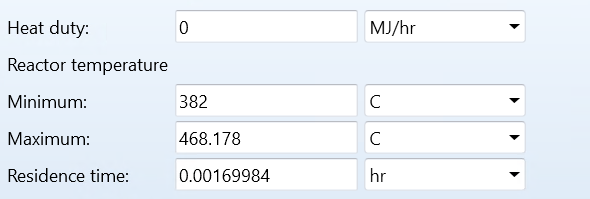 Heat duty: 0 MJ/hr
Reactor temperature
Minimum: 382 C
Maximum: 468.178 C
Residence time: 0.00169984 hr